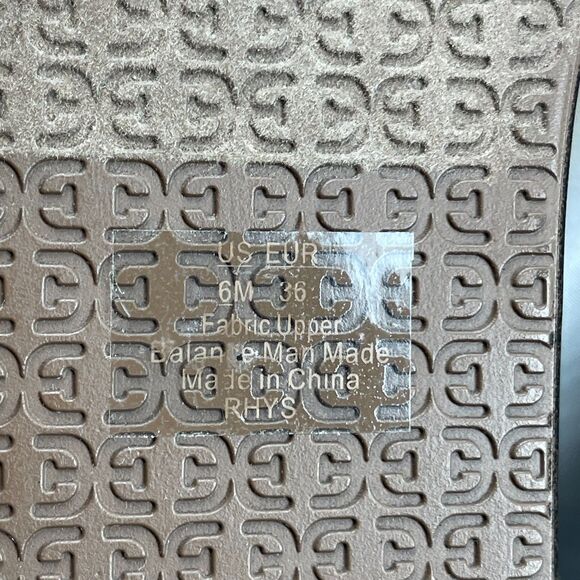 US EUR
6M 36
Fabric Upper
Balance Man Made
Made in China
RHYS